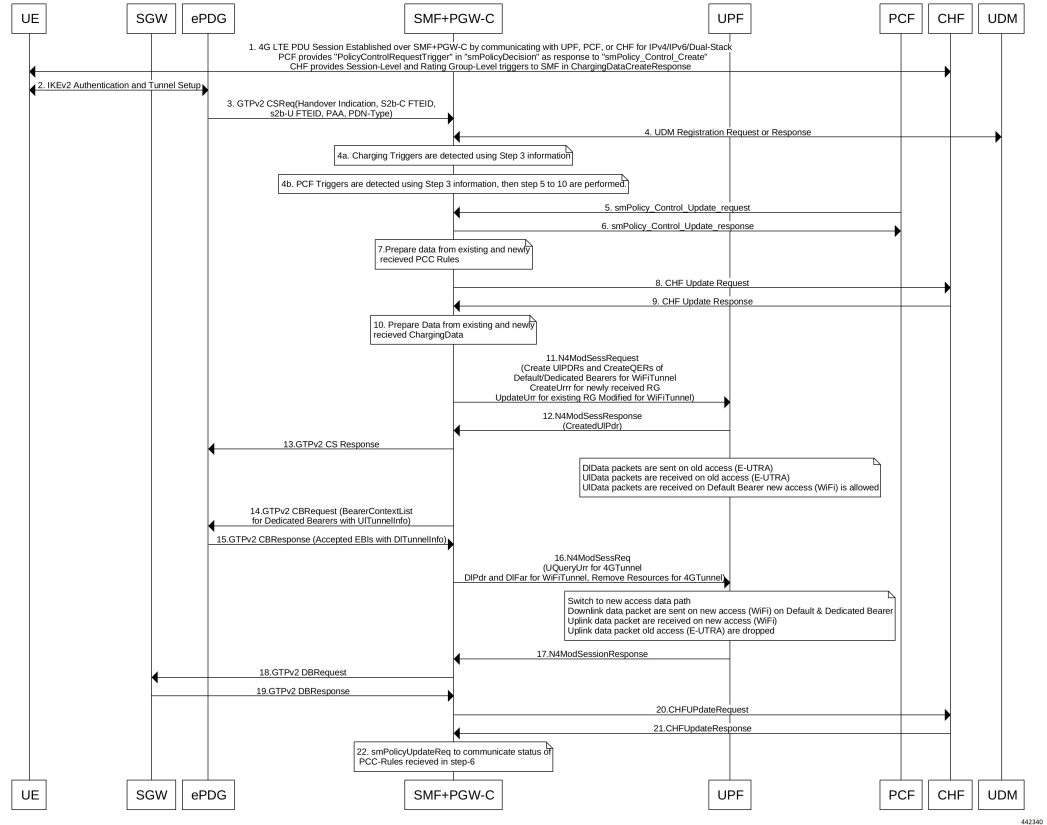 UE
SGW
ePDG
SMF+PGW-C
UPF
PCF
CHF
UDM
1. 4G LTE PDU Session Established over SMF+PGW-C by communicating with UPF, PCF, or CHF for IPv4/IPv6/Dual-Stack
PCF provides "PolicyControlRequestTrigger" in "smPolicyDecision" as response to "smPolicy_Control_Create"
CHF provides Session-Level and Rating Group-Level triggers to SMF in ChargingDataCreateResponse
2. IKEv2 Authentication and Tunnel Setup
3. GTPv2 CSReq(Handover Indication, S2b-C FTEID,
s2b-U FTEID, PAA, PDN-Type)
4. UDM Registration Request or Response
4a. Charging Triggers are detected using Step 3 information
4b. PCF Triggers are detected using Step 3 information, then step 5 to 10 are performed.
5. smPolicy_Control_Update_request
6. smPolicy_Control_Update_response
7.Prepare data from existing and newly
recieved PCC Rules
8. CHF Update Request
9. CHF Update Response
10. Prepare Data from existing and newly
recieved ChargingData
11.N4ModSessRequest
(Create UlPDRs and CreateQERs of
Default/Dedicated Bearers for WiFiTunnel
CreateUrrr for newly received RG
UpdateUrr for existing RG Modified for WiFiTunnel)
12.N4ModSessResponse
(CreatedUlPdr)
13.GTPv2 CS Response
DlData packets are sent on old access (E-UTRA)
UlData packets are received on old access (E-UTRA)
UlData packets are received on Default Bearer new access (WiFi) is allowed
14.GTPv2 CBRequest (BearerContextList
for Dedicated Bearers with UlTunnelInfo)
15.GTPv2 CBResponse (Accepted EBIs with DlTunnelInfo)
16.N4ModSessReq
(UQueryUrr for 4GTunnel
DlPdr and DlFar for WiFiTunnel, Remove Resources for 4GTunnel)
Switch to new access data path
Downlink data packet are sent on new access (WiFi) on Default & Dedicated Bearer
Uplink data packet are received on new access (WiFi)
Uplink data packet old access (E-UTRA) are dropped
17.N4ModSessionResponse
18.GTPv2 DBRequest
19.GTPv2 DBResponse
20.CHFUPdateRequest
21.CHFUpdateResponse
22. smPolicyUpdateReq to communicate status of
PCC-Rules recieved in step-6
UE
SGW
ePDG
SMF+PGW-C
UPF
PCF
CHF
UDM
442340